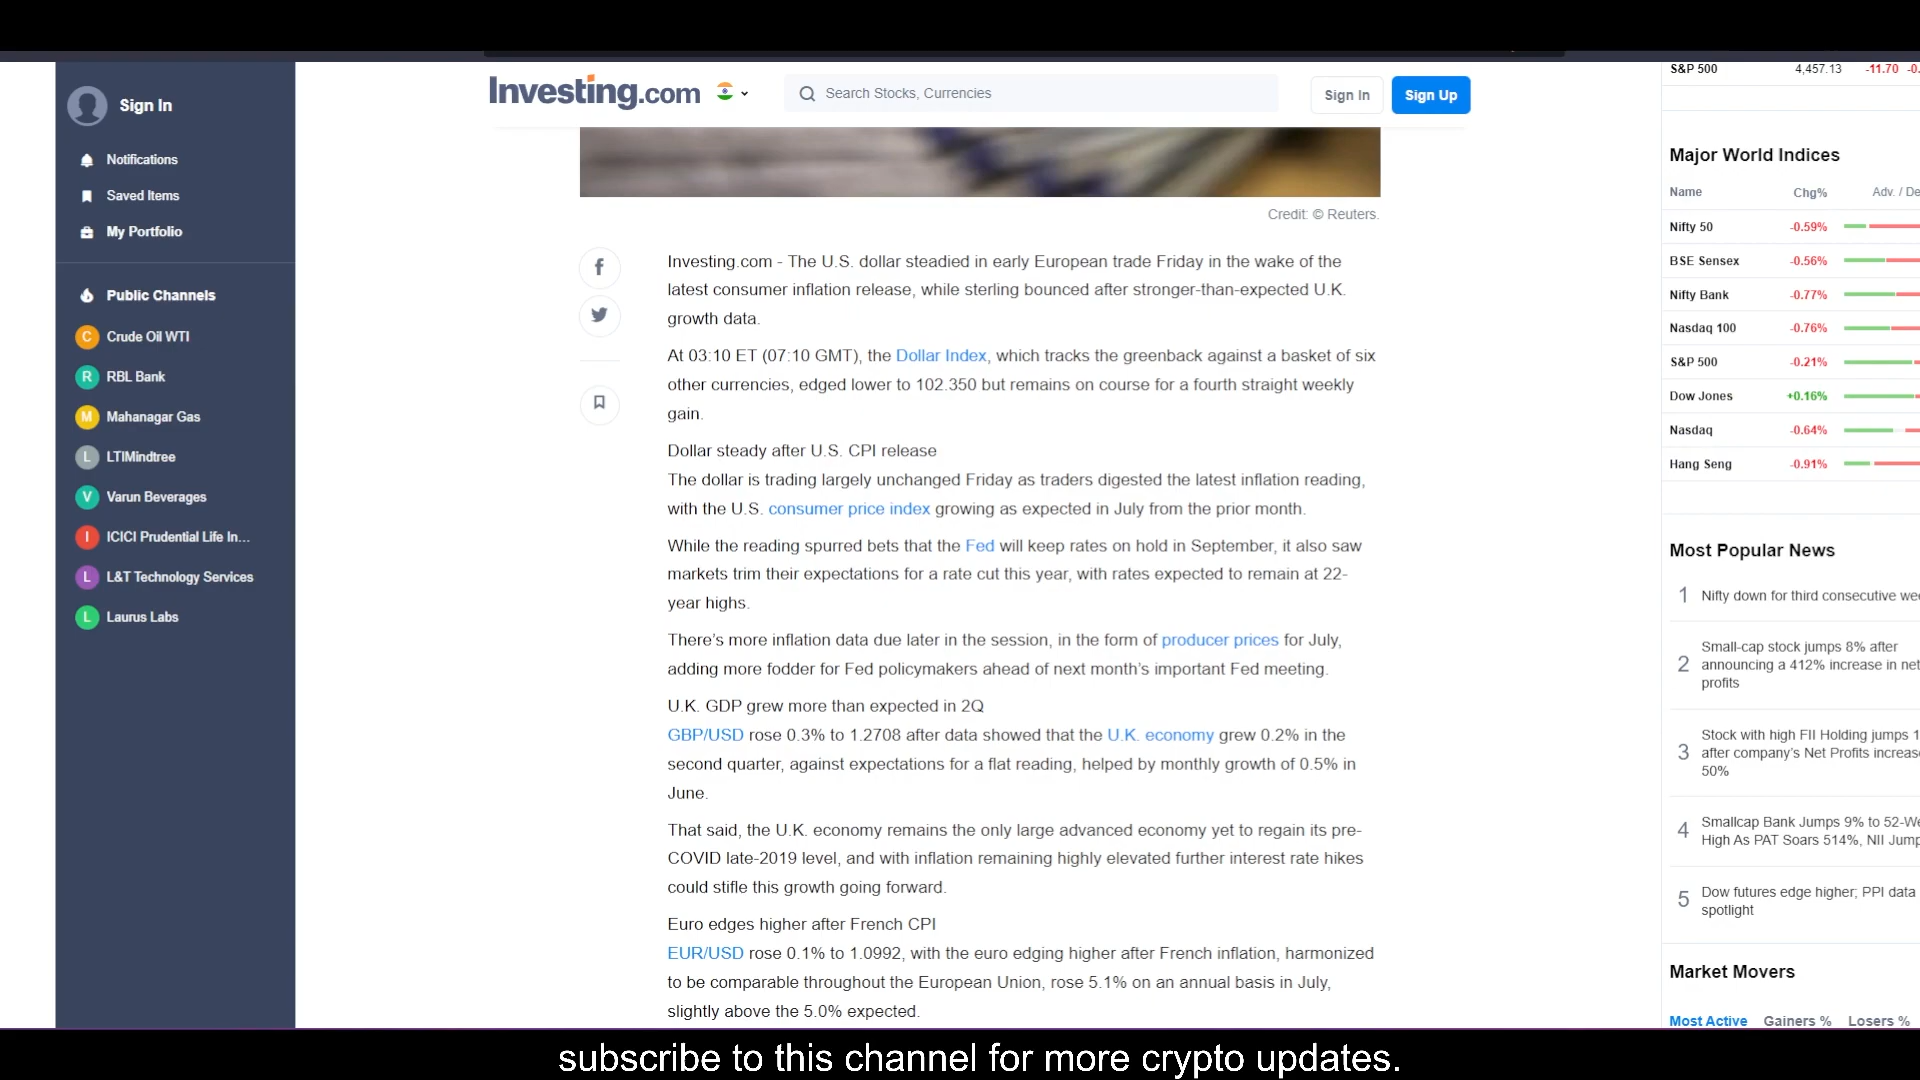 Sign In
Notifications
Saved Items
My Portfolio
Public Channels
C Crude Oil WTI
R RBL Bank
M Mahanagar Gas
L LTIMindtree
V Varun Beverages
I ICICI Prudential Life In...
L L&T Technology Services
L Laurus Labs
Investing.com
Search Stocks, Currencies
Sign In
Sign Up
Credit: © Reuters.
Investing.com - The U.S. dollar steadied in early European trade Friday in the wake of the
latest consumer inflation release, while sterling bounced after stronger-than-expected U.K.
growth data.
At 03:10 ET (07:10 GMT), the Dollar Index, which tracks the greenback against a basket of six
other currencies, edged lower to 102.350 but remains on course for a fourth straight weekly
gain.
Dollar steady after U.S. CPI release
The dollar is trading largely unchanged Friday as traders digested the latest inflation reading,
with the U.S. consumer price index growing as expected in July from the prior month.
While the reading spurred bets that the Fed will keep rates on hold in September, it also saw
markets trim their expectations for a rate cut this year, with rates expected to remain at 22-
year highs.
There’s more inflation data due later in the session, in the form of producer prices for July,
adding more fodder for Fed policymakers ahead of next month’s important Fed meeting.
U.K. GDP grew more than expected in 2Q
GBP/USD rose 0.3% to 1.2708 after data showed that the U.K. economy grew 0.2% in the
second quarter, against expectations for a flat reading, helped by monthly growth of 0.5% in
June.
That said, the U.K. economy remains the only large advanced economy yet to regain its pre-
COVID late-2019 level, and with inflation remaining highly elevated further interest rate hikes
could stifle this growth going forward.
Euro edges higher after French CPI
EUR/USD rose 0.1% to 1.0992, with the euro edging higher after French inflation, harmonized
to be comparable throughout the European Union, rose 5.1% on an annual basis in July,
slightly above the 5.0% expected.
S&P 500 4,457.13 -11.70 -0.
Major World Indices
Name Chg% Adv. / De
Nifty 50 -0.59%
BSE Sensex -0.56%
Nifty Bank -0.77%
Nasdaq 100 -0.76%
S&P 500 -0.21%
Dow Jones +0.16%
Nasdaq -0.64%
Hang Seng -0.91%
Most Popular News
1 Nifty down for third consecutive we
2 Small-cap stock jumps 8% after
announcing a 412% increase in net
profits
3 Stock with high FII Holding jumps 1
after company’s Net Profits increas
50%
4 Smallcap Bank Jumps 9% to 52-We
High As PAT Soars 514%, NII Jump
5 Dow futures edge higher; PPI data
spotlight
Market Movers
Most Active Gainers % Losers %
subscribe to this channel for more crypto updates.